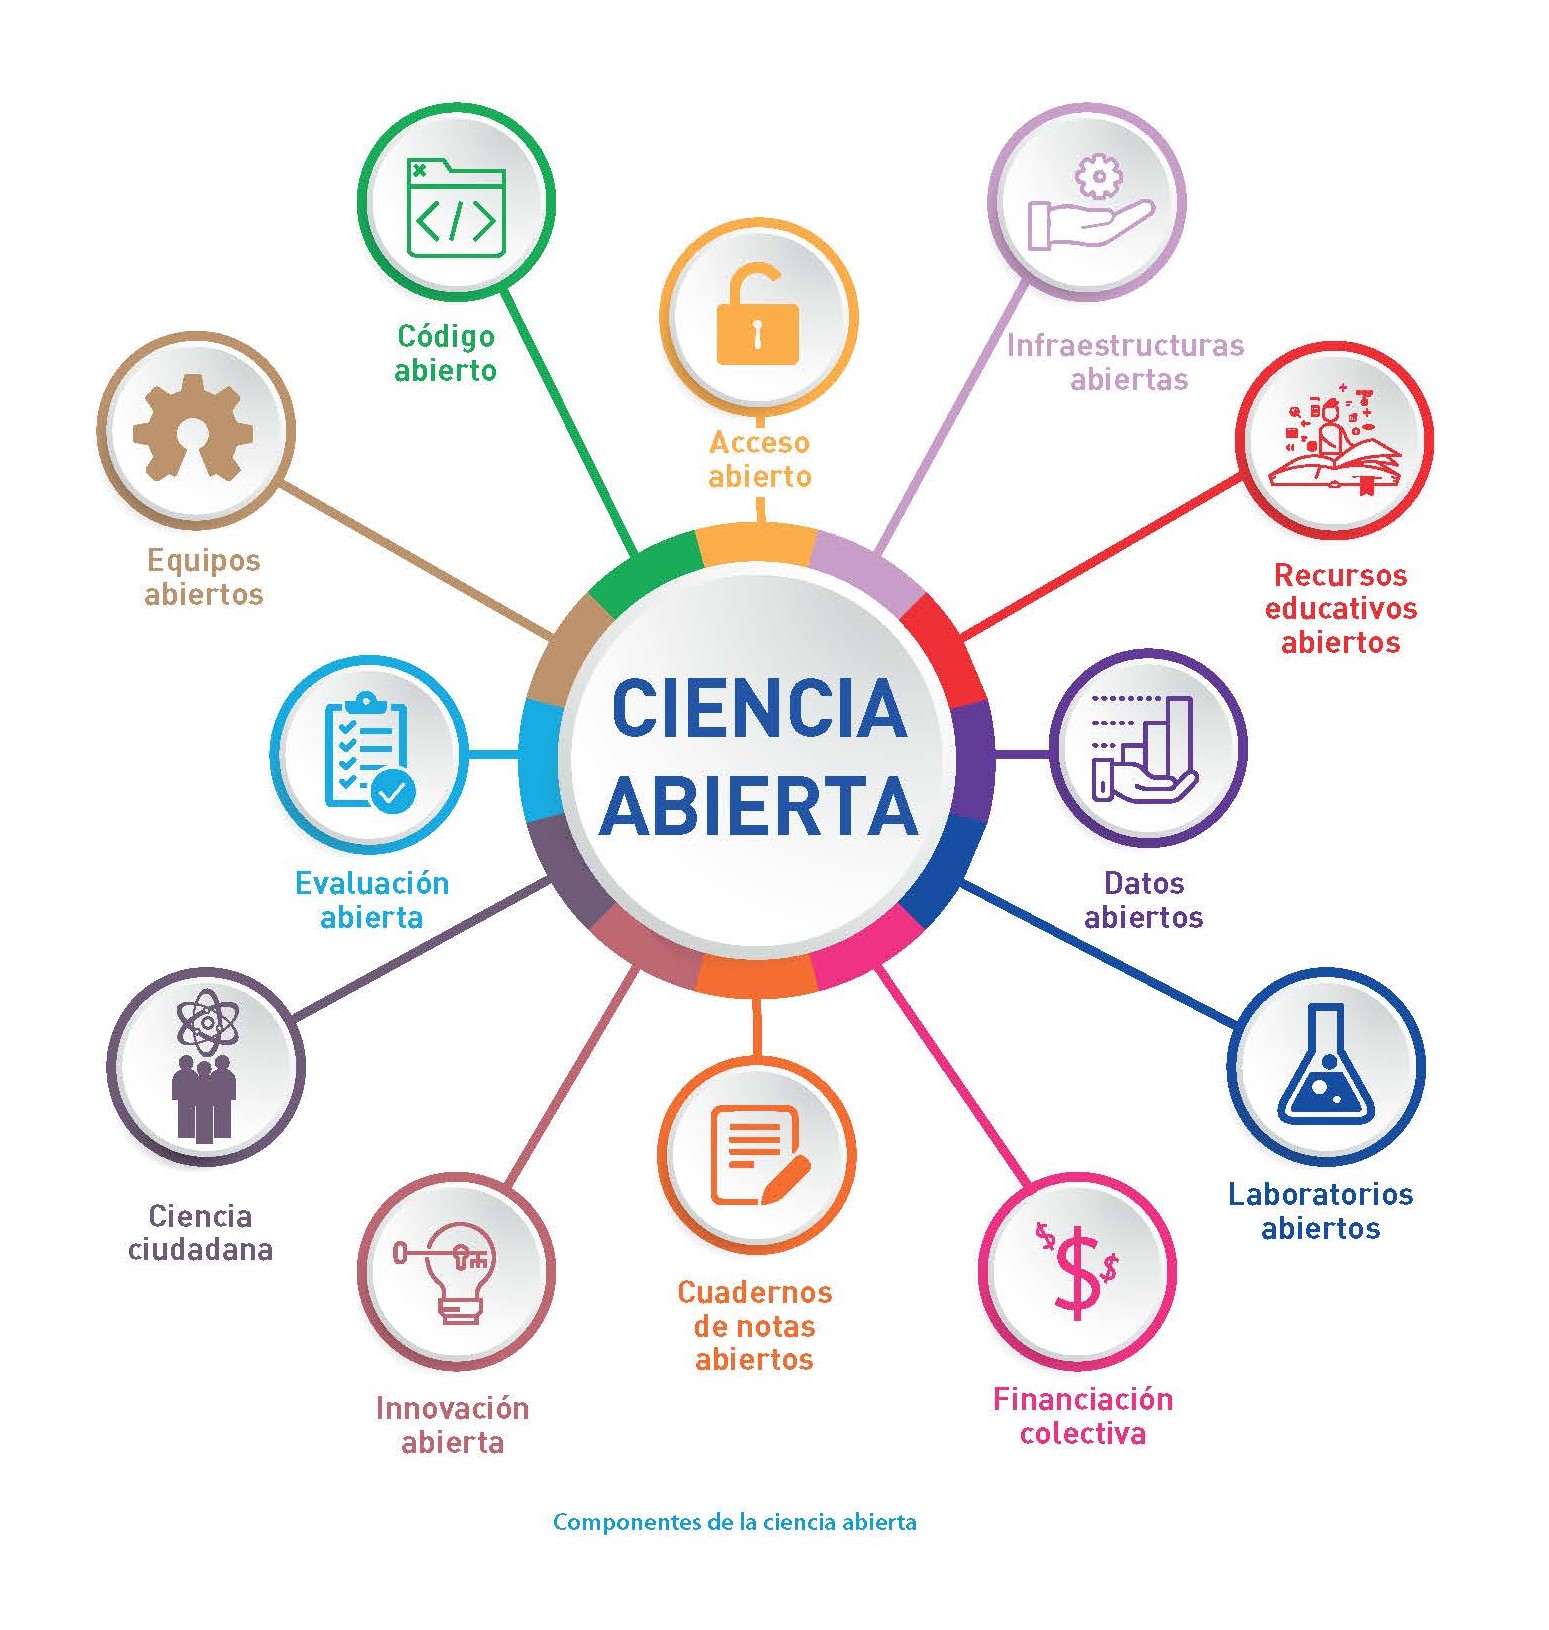 Código
abierto
Acceso
abierto
Infraestructuras
abiertas
Equipos
abiertos
Recursos
educativos
abiertos
CIENCIA
ABIERTA
Evaluación
abierta
Datos
abiertos
Ciencia
ciudadana
Laboratorios
abiertos
Innovación
abierta
Cuadernos
de notas
abiertos
Financiación
colectiva
Componentes de la ciencia abierta